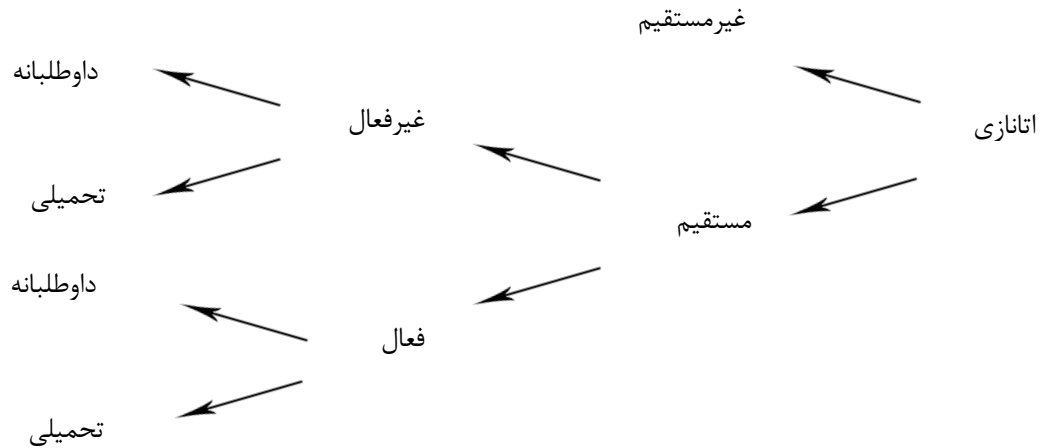 غیرمستقیم
داوطلبانه
غیرفعال
اتانازی
تحمیلی
مستقیم
داوطلبانه
فعال
تحمیلی